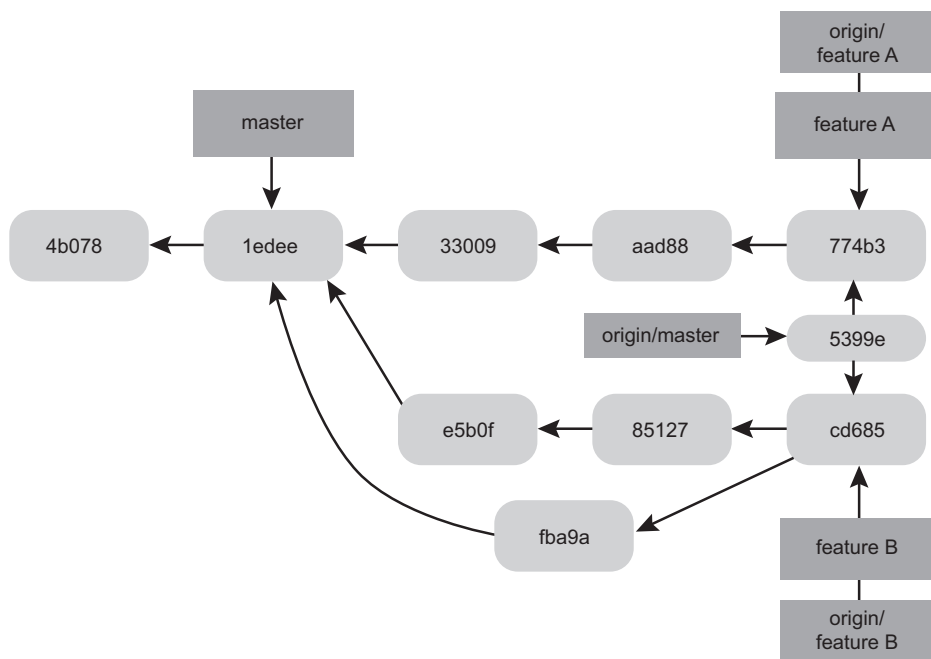 origin/
feature A
master
feature A
4b078
1edee
33009
aad88
774b3
origin/master
5399e
e5b0f
85127
cd685
fba9a
feature B
origin/
feature B